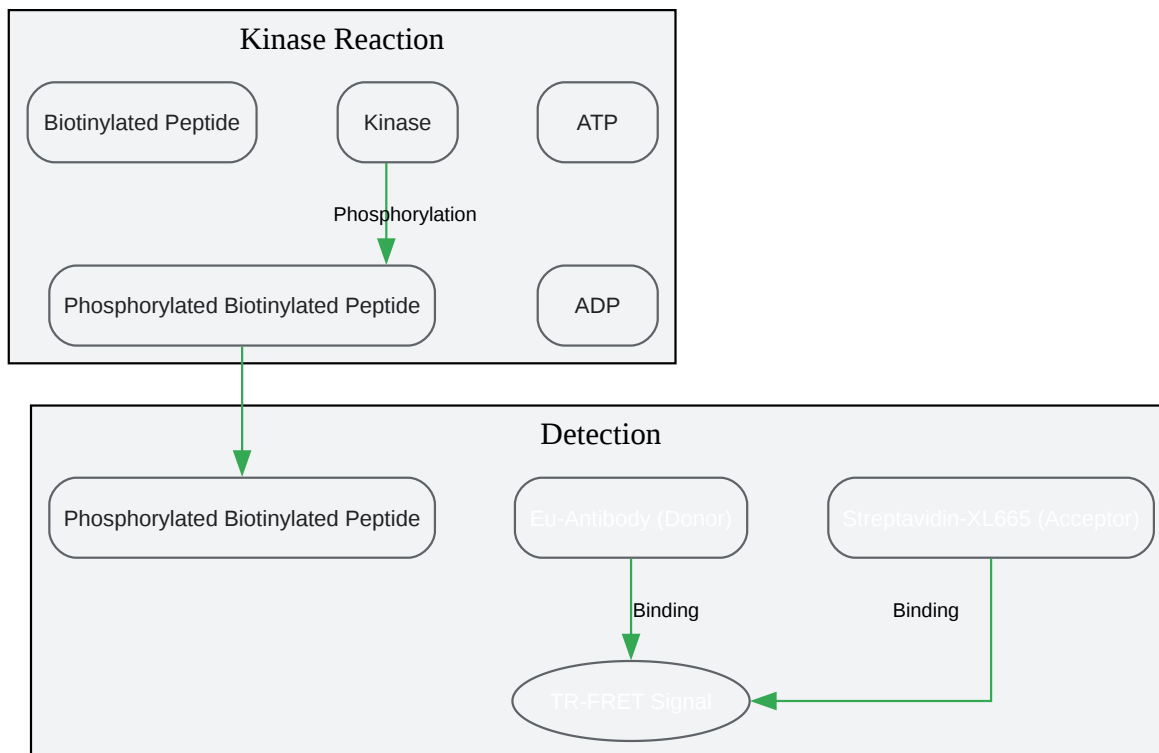 Kinase Reaction
Biotinylated Peptide
Kinase
ATP
Phosphorylation
Phosphorylated Biotinylated Peptide
ADP
Detection
Phosphorylated Biotinylated Peptide
Eu-Antibody (Donor)
Streptavidin-XL665 (Acceptor)
Binding
Binding
TR-FRET Signal